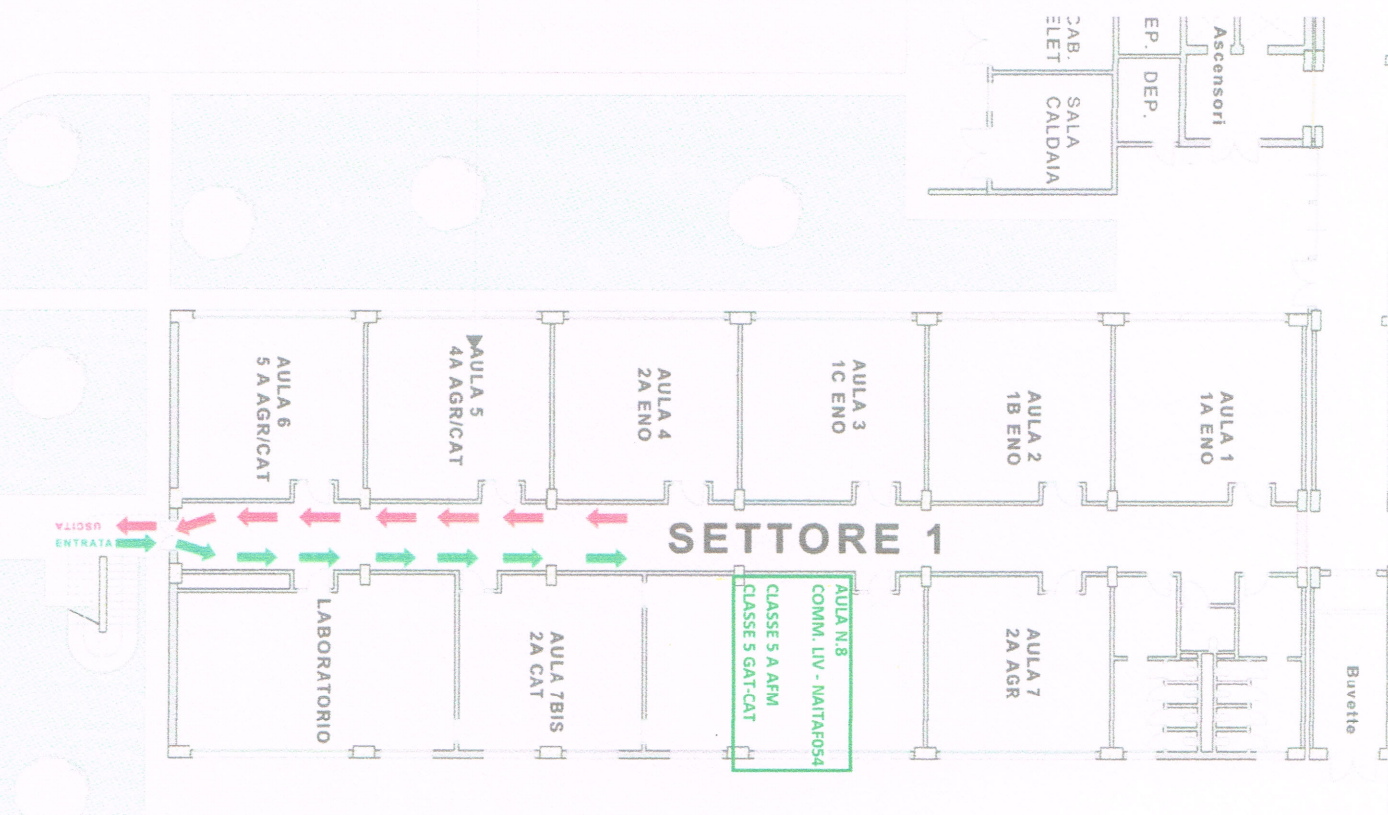 CAB.
ELET
EP.
Ascensori
SALA
CALDAIA
DEP.
AULA 6
5 A AGR/CAT
AULA 5
4A AGR/CAT
AULA 4
2A ENO
AULA 3
1C ENO
AULA 2
1B ENO
AULA 1
1A ENO
USCITA
ENTRATA
SETTORE 1
LABORATORIO
AULA 7BIS
2A CAT
AULA N.8
COMM. LIV - NAITAF054
CLASSE 5 A AFM
CLASSE 5 GAT-CAT
AULA 7
2A AGR
Buvette